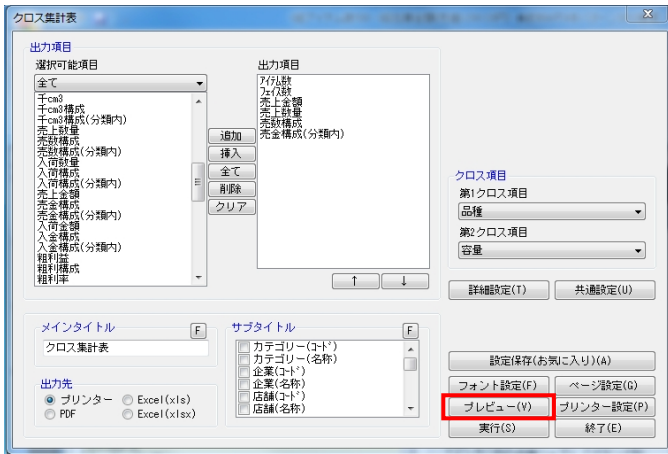 クロス集計表
出力項目
選択可能項目
全て
千cm3
千cm3構成
千cm3構成(分類内)
売上数量
売数構成
売数構成(分類内)
入荷数量
入荷構成
入荷構成(分類内)
売上金額
売金構成
売金構成(分類内)
入荷金額
入金構成
入金構成(分類内)
粗利益
粗利構成
粗利率
追加
挿入
全て
削除
クリア
出力項目
ｱｲﾃﾑ数
ﾌｪｲｽ数
売上金額
売上数量
売数構成
売金構成(分類内)
↑
↓
クロス項目
第1クロス項目
品種
第2クロス項目
容量
詳細設定(T)
共通設定(U)
メインタイトル
F
クロス集計表
出力先
プリンター
Excel(xls)
PDF
Excel(xlsx)
サブタイトル
F
カテゴリー(ｺｰﾄﾞ)
カテゴリー(名称)
企業(ｺｰﾄﾞ)
企業(名称)
店舗(ｺｰﾄﾞ)
店舗(名称)
設定保存(お気に入り)(A)
フォント設定(F)
ページ設定(G)
プレビュー(V)
プリンター設定(P)
実行(S)
終了(E)